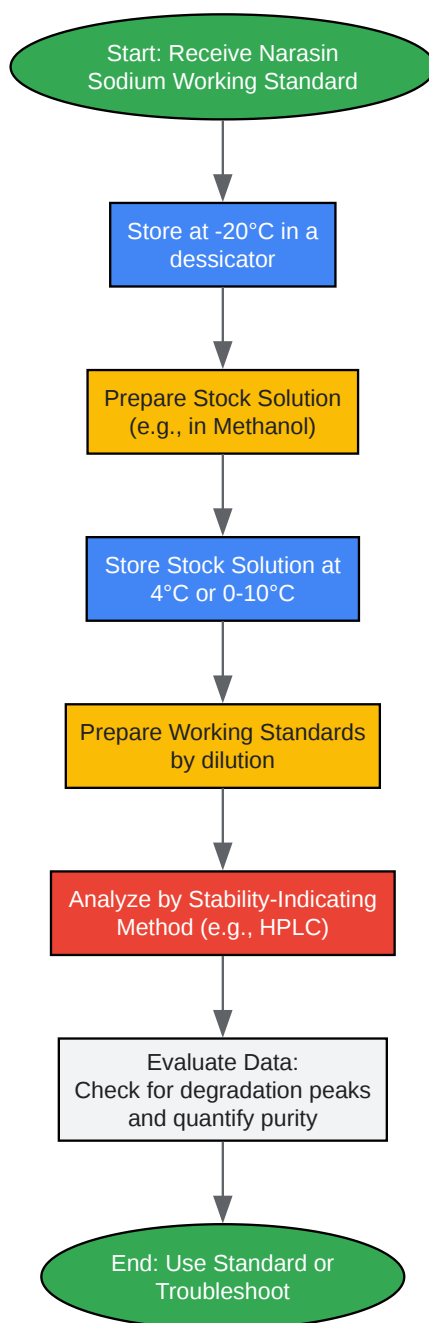 Start: Receive Narasin
Sodium Working Standard
Store at -20°C in a
dessicator
Prepare Stock Solution
(e.g., in Methanol)
Store Stock Solution at
4°C or 0-10°C
Prepare Working Standards
by dilution
Analyze by Stability-Indicating
Method (e.g., HPLC)
Evaluate Data:
Check for degradation peaks
and quantify purity
End: Use Standard or
Troubleshoot